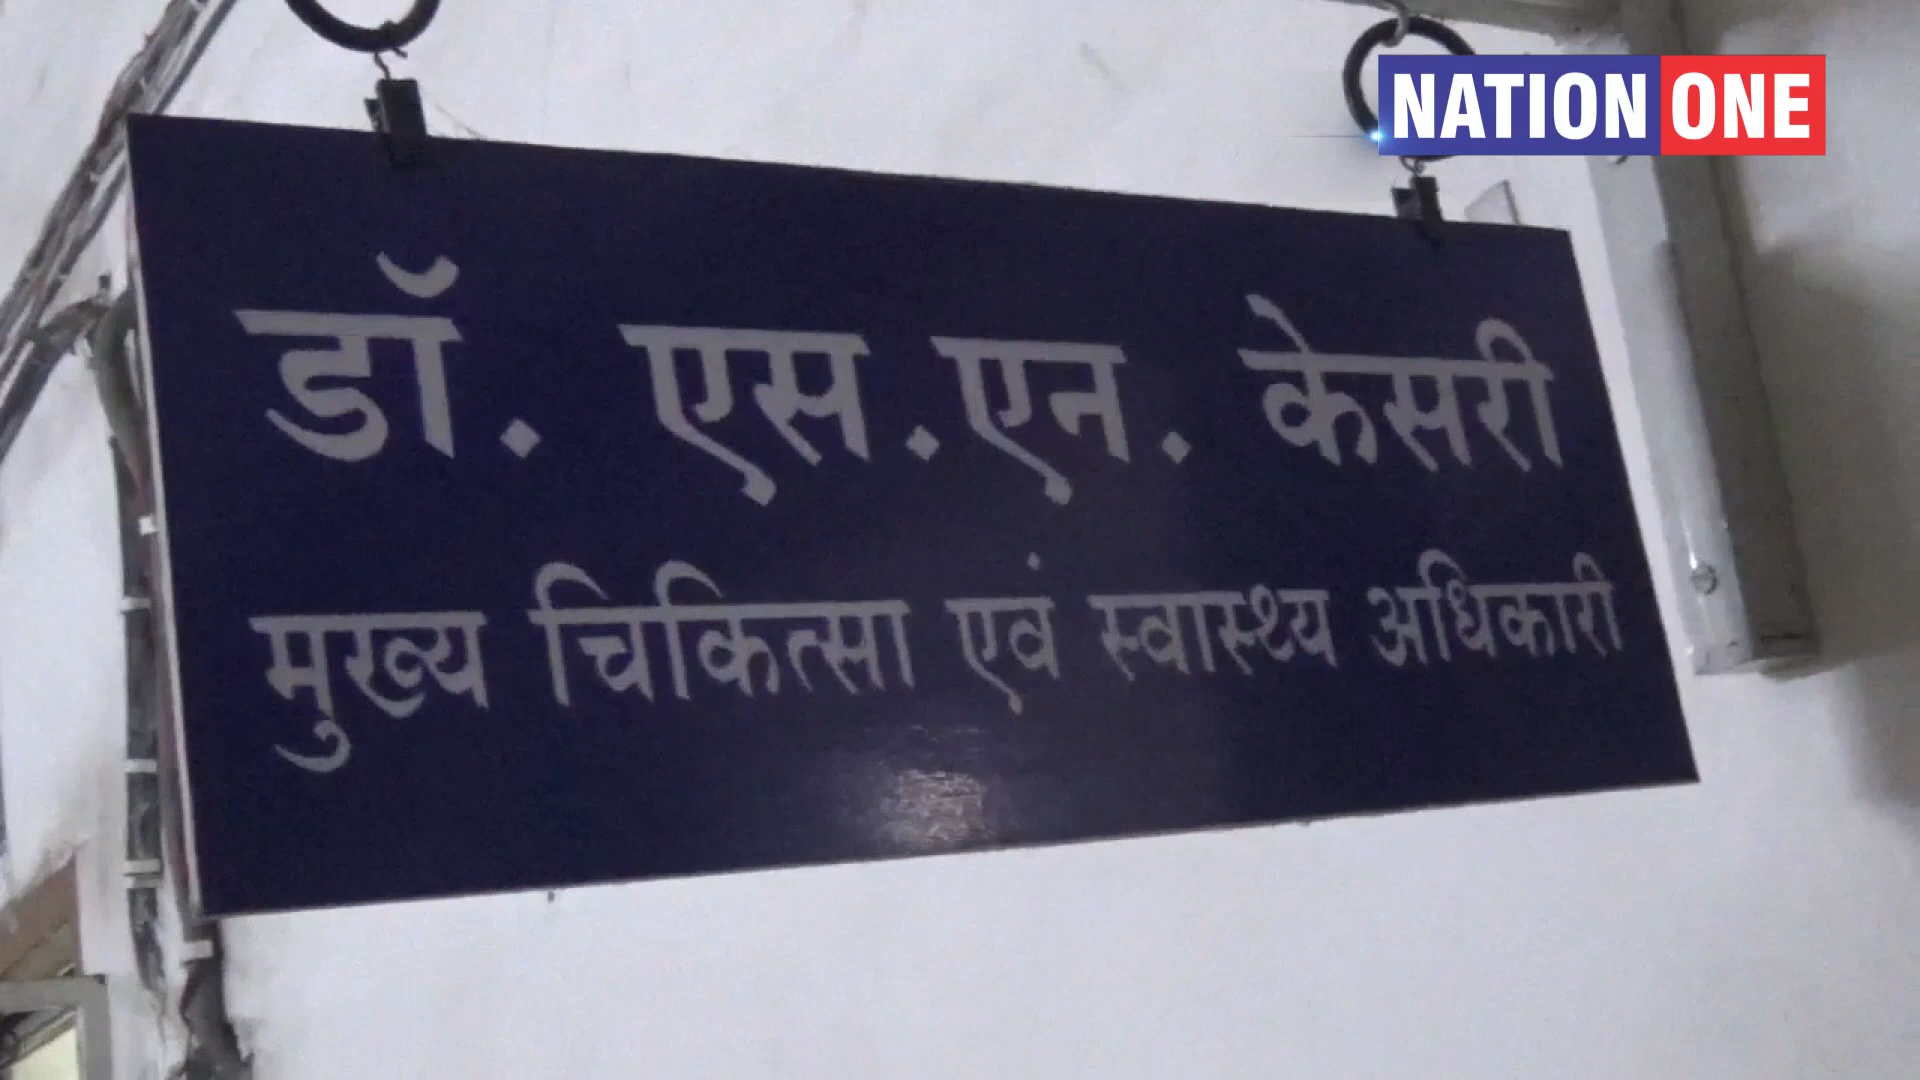 NATION ONE
डॉ. एस.एन. केसरी
मुख्य चिकित्सा एवं स्वास्थ्य अधिकारी